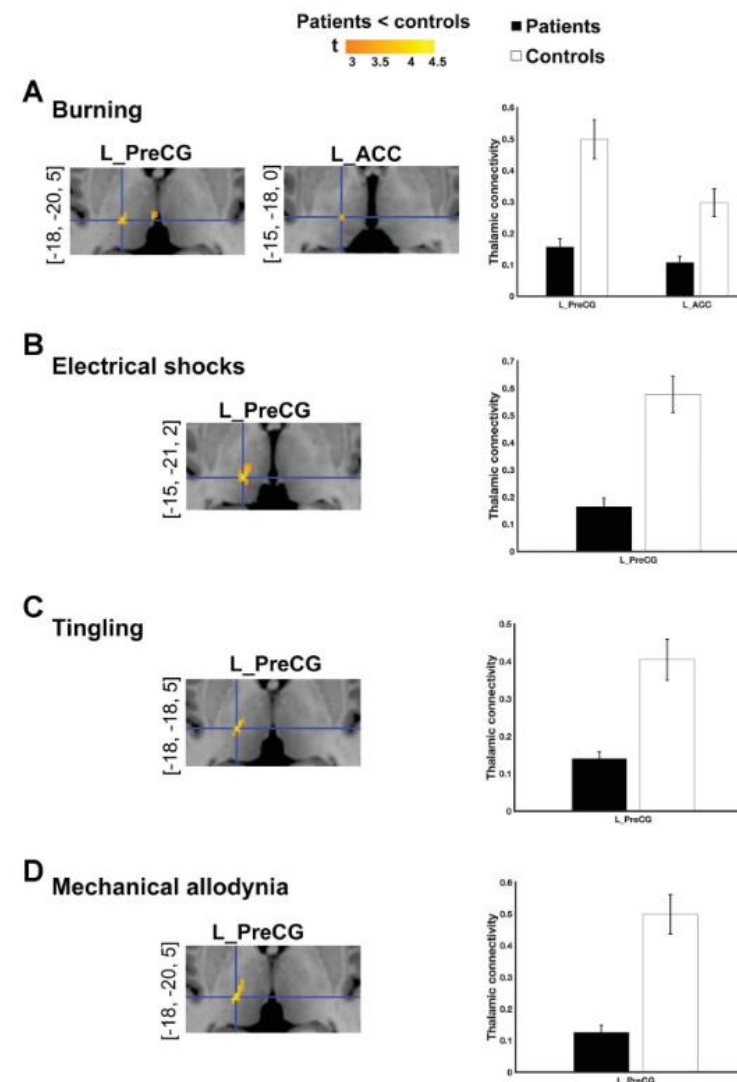 Patients < controls
t
3 3.5 4 4.5
Patients
Controls
A
Burning
L_PreCG
[-18, -20, 5]
L_ACC
[-15, -18, 0]
Thalamic connectivity
0.6
0.5
0.4
0.3
0.2
0.1
0
L_PreCG
L_ACC
B
Electrical shocks
L_PreCG
[-15, -21, 2]
Thalamic connectivity
0.7
0.6
0.5
0.4
0.3
0.2
0.1
0
L_PreCG
C
Tingling
L_PreCG
[-18, -18, 5]
Thalamic connectivity
0.5
0.4
0.3
0.2
0.1
0
L_PreCG
D
Mechanical allodynia
L_PreCG
[-18, -20, 5]
Thalamic connectivity
0.6
0.5
0.4
0.3
0.2
0.1
0
L_PreCG